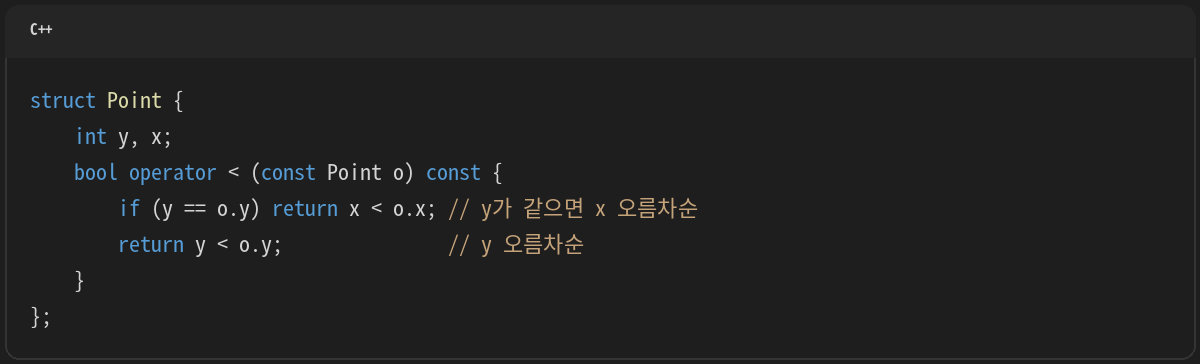 C++
struct Point {
    int y, x;
    bool operator < (const Point o) const {
        if (y == o.y) return x < o.x; // y가 같으면 x 오름차순
        return y < o.y;               // y 오름차순
    }
};